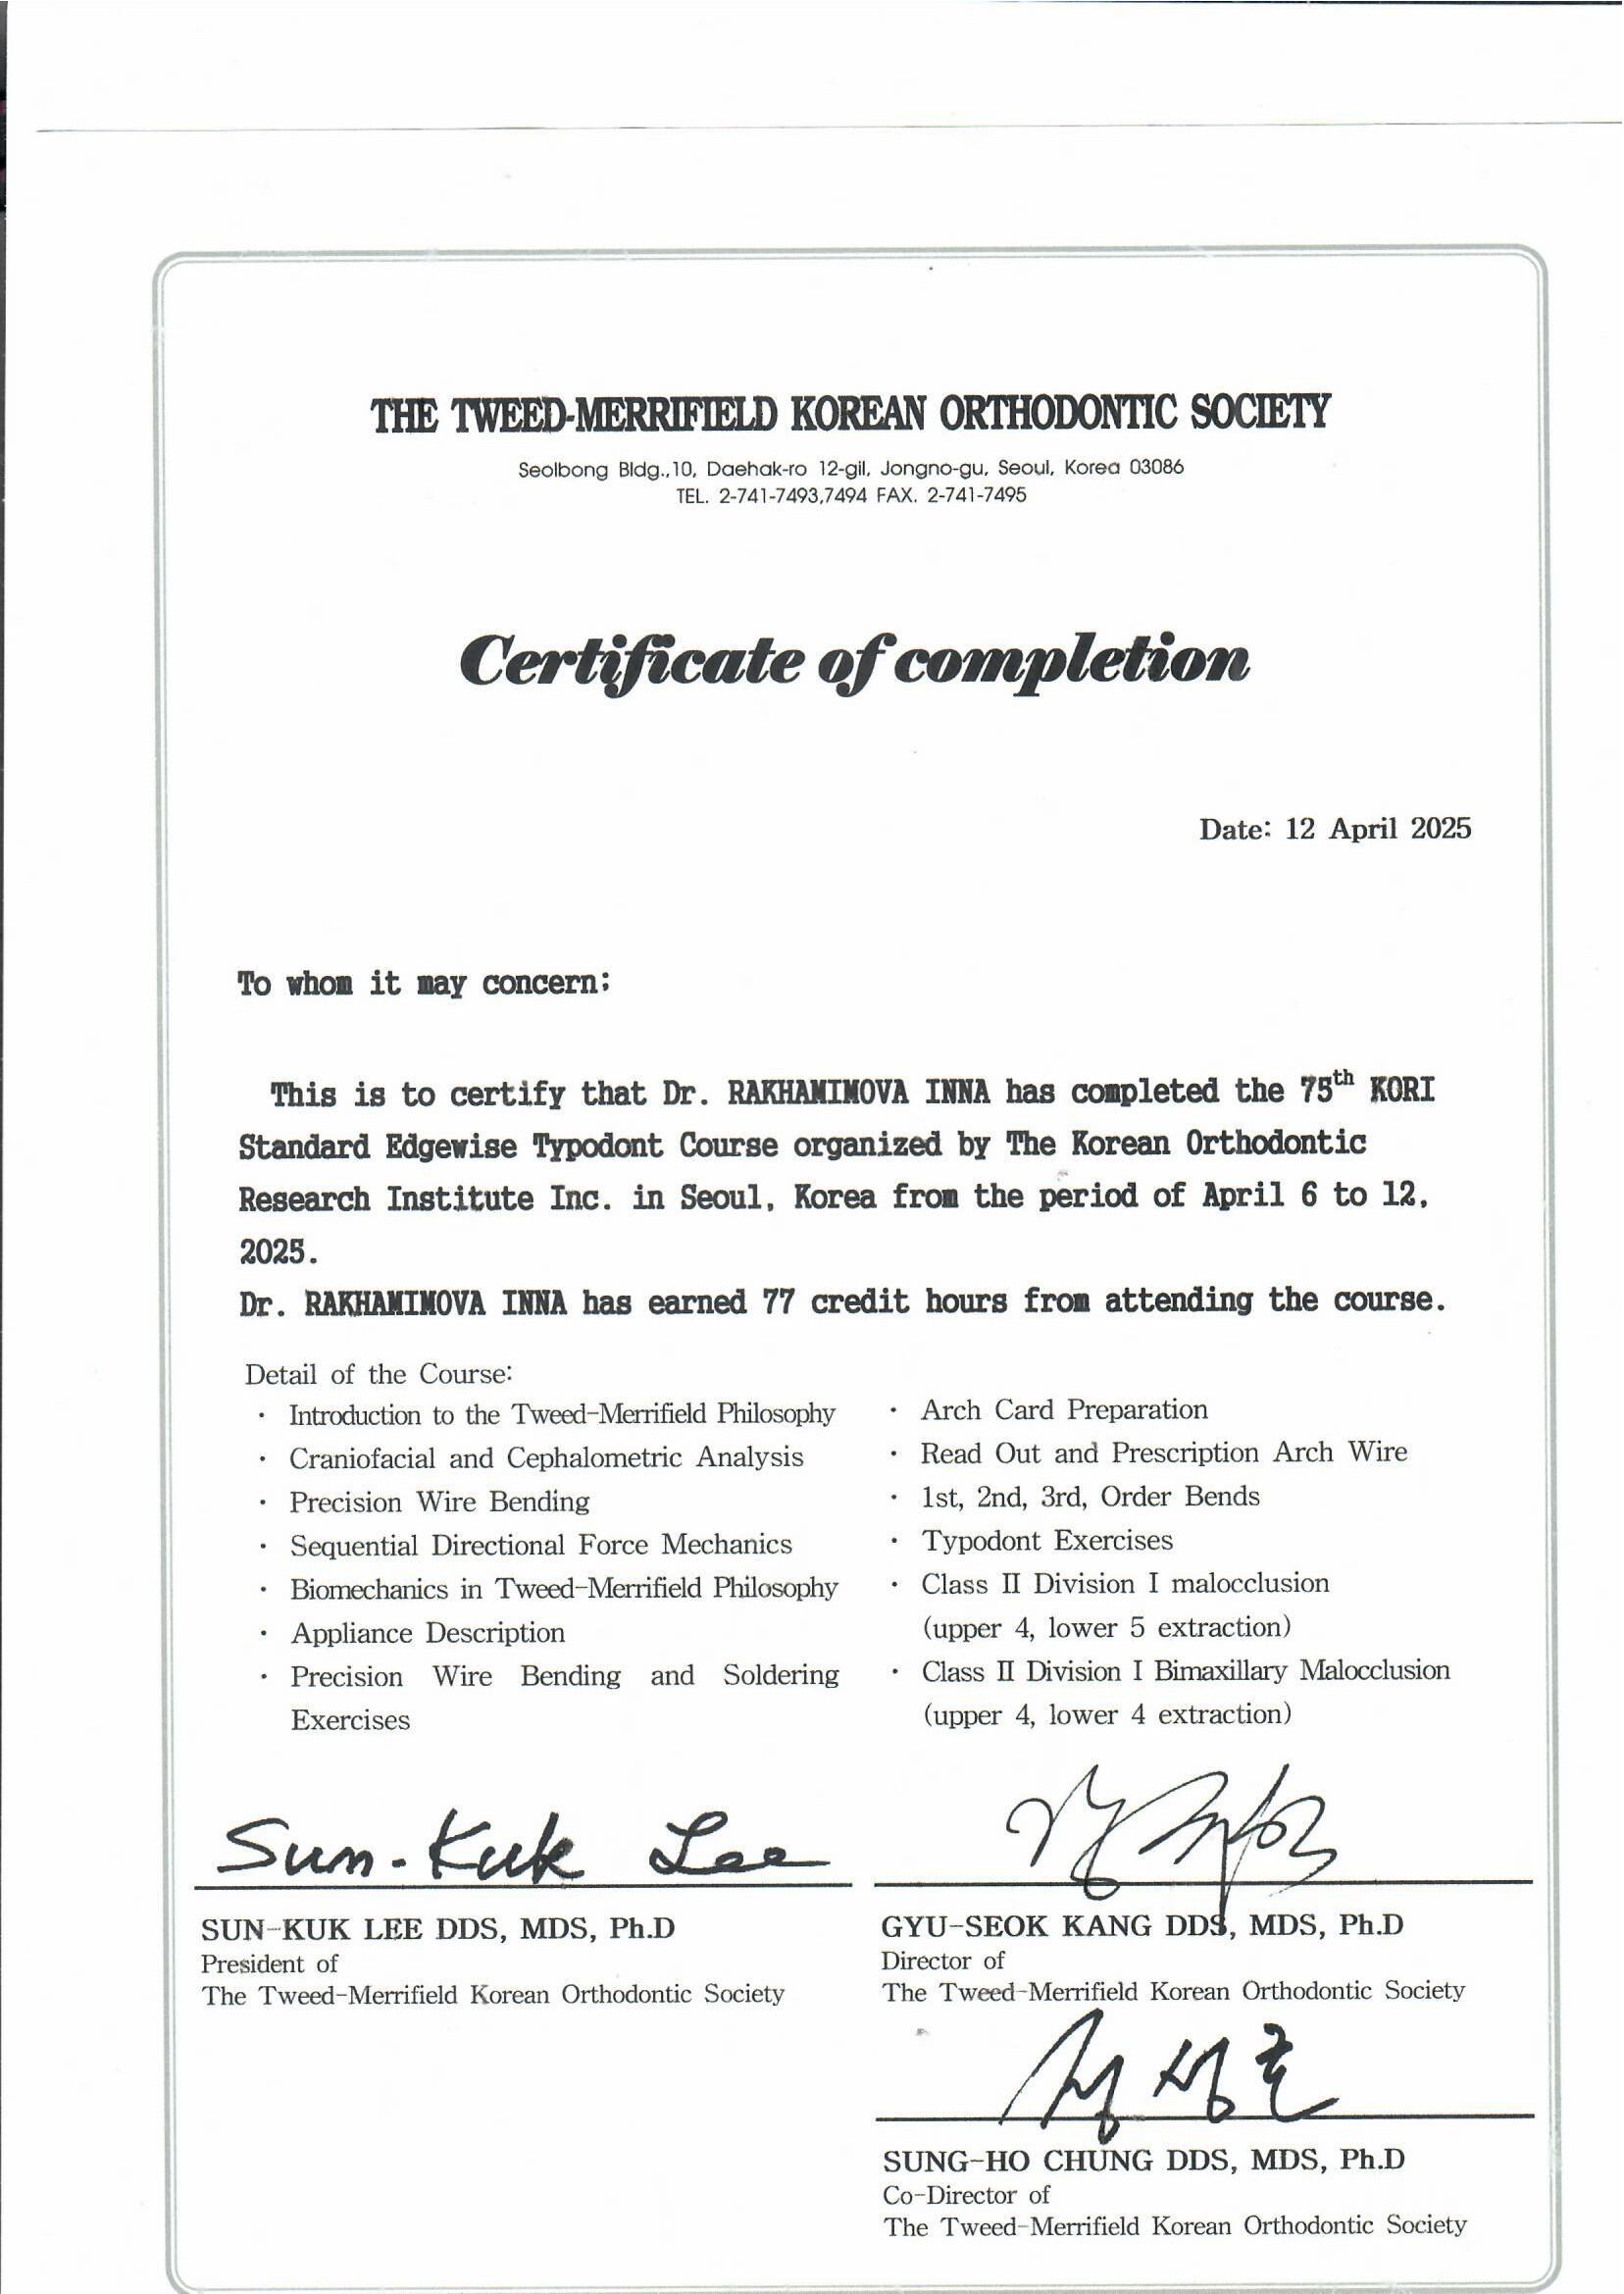 THE TWEED-MERRIFIELD KOREAN ORTHODONTIC SOCIETY
Seolbong Bldg.,10, Daehak-ro 12-gil, Jongno-gu, Seoul, Korea 03086
TEL. 2-741-7493,7494 FAX. 2-741-7495
Certificate of completion
Date: 12 April 2025
To whom it may concern;
This is to certify that Dr. RAKHAMIMOVA INNA has completed the 75th KORI
Standard Edgewise Typodont Course organized by The Korean Orthodontic
Research Institute Inc. in Seoul, Korea from the period of April 6 to 12,
2025.
Dr. RAKHAMIMOVA INNA has earned 77 credit hours from attending the course.
Detail of the Course:
· Introduction to the Tweed-Merrifield Philosophy
· Craniofacial and Cephalometric Analysis
· Precision Wire Bending
· Sequential Directional Force Mechanics
· Biomechanics in Tweed-Merrifield Philosophy
· Appliance Description
· Precision Wire Bending and Soldering
Exercises
· Arch Card Preparation
· Read Out and Prescription Arch Wire
· 1st, 2nd, 3rd, Order Bends
· Typodont Exercises
· Class II Division I malocclusion
(upper 4, lower 5 extraction)
· Class II Division I Bimaxillary Malocclusion
(upper 4, lower 4 extraction)
Sun-Kuk Lee
SUN-KUK LEE DDS, MDS, Ph.D
President of
The Tweed-Merrifield Korean Orthodontic Society
GYU-SEOK KANG DDS, MDS, Ph.D
Director of
The Tweed-Merrifield Korean Orthodontic Society
정성호
SUNG-HO CHUNG DDS, MDS, Ph.D
Co-Director of
The Tweed-Merrifield Korean Orthodontic Society